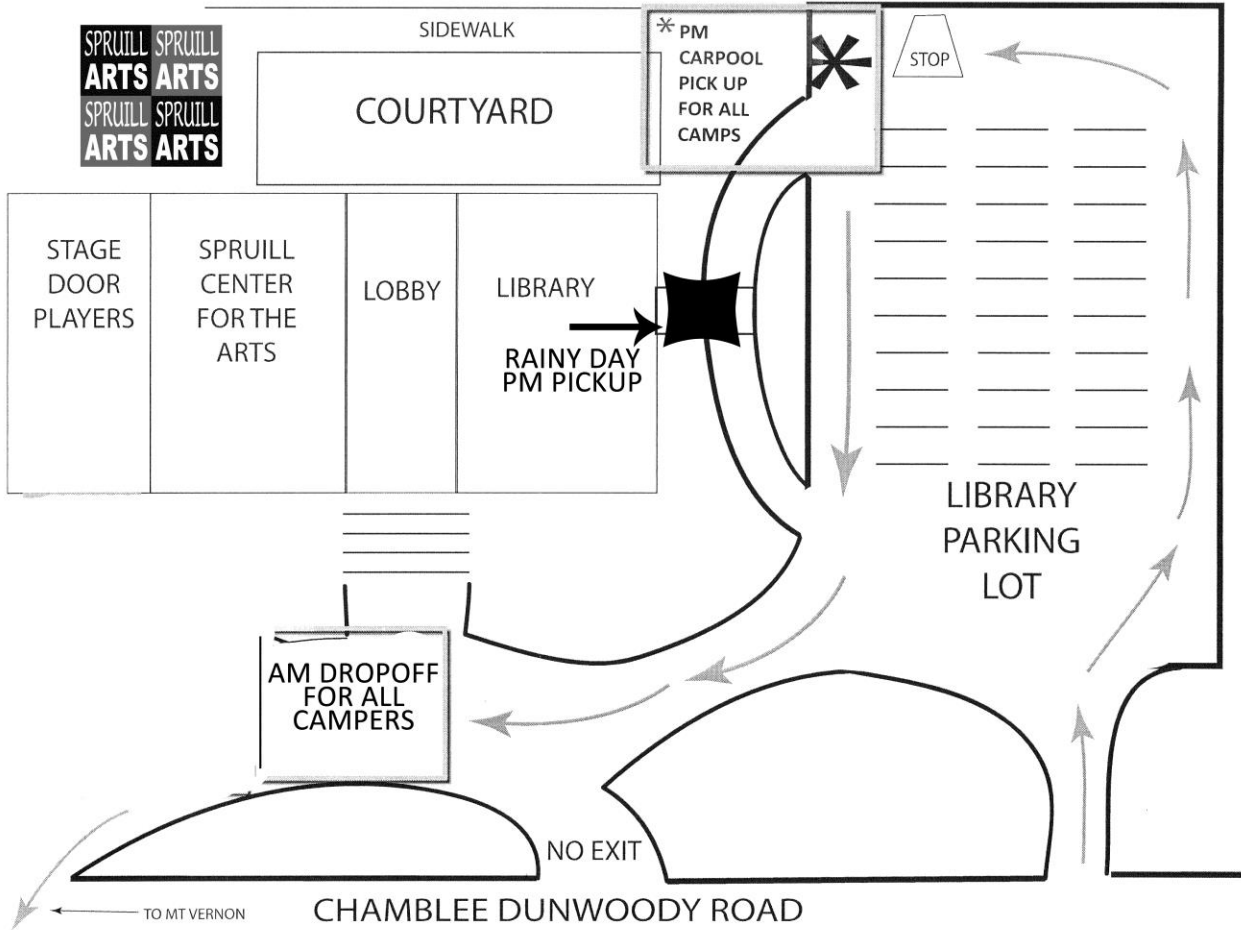 SPRUILL SPRUILL
ARTS ARTS
SPRUILL SPRUILL
ARTS ARTS
SIDEWALK
COURTYARD
* PM
CARPOOL
PICK UP
FOR ALL
CAMPS
*
STOP
STAGE
DOOR
PLAYERS
SPRUILL
CENTER
FOR THE
ARTS
LOBBY
LIBRARY
RAINY DAY
PM PICKUP
LIBRARY
PARKING
LOT
AM DROPOFF
FOR ALL
CAMPERS
NO EXIT
TO MT VERNON
CHAMBLEE DUNWOODY ROAD